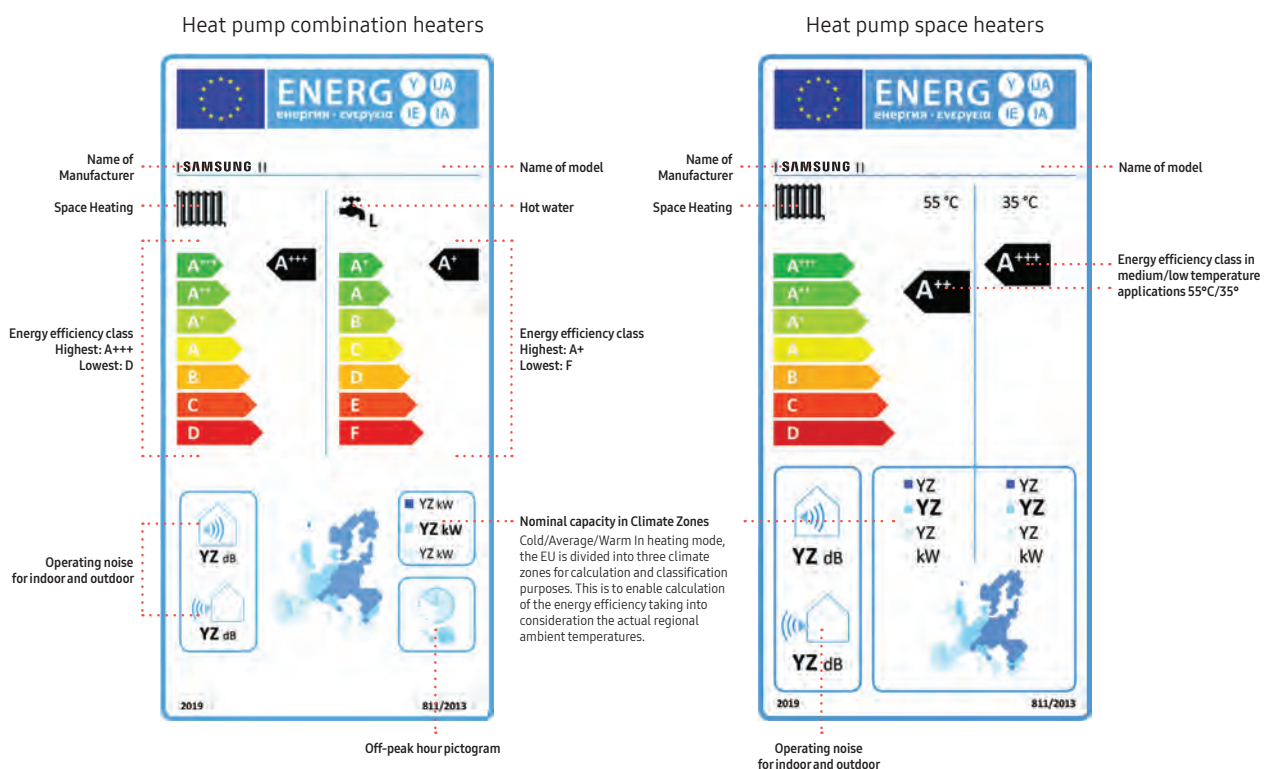 Heat pump combination heaters
ENERG
Y
UA
IE
IA
енергия · ενεργεια
Name of
Manufacturer
SAMSUNG
Name of model
Space Heating
L
Hot water
A+++
A++
A+
A
B
C
D
A+++
A+
A
B
C
D
E
F
A+
Energy efficiency class
Highest: A+++
Lowest: D
Energy efficiency class
Highest: A+
Lowest: F
YZ dB
YZ dB
YZ kW
YZ kW
YZ kW
Operating noise
for indoor and outdoor
Nominal capacity in Climate Zones
Cold/Average/Warm In heating mode,
the EU is divided into three climate
zones for calculation and classification
purposes. This is to enable calculation
of the energy efficiency taking into
consideration the actual regional
ambient temperatures.
2019
811/2013
Off-peak hour pictogram
Heat pump space heaters
ENERG
Y
UA
IE
IA
енергия · ενεργεια
Name of
Manufacturer
SAMSUNG
Name of model
Space Heating
55 °C
35 °C
A+++
A++
A+
A
B
C
D
A++
A+++
Energy efficiency class in
medium/low temperature
applications 55°C/35°
YZ dB
YZ dB
YZ
YZ
YZ
kW
YZ
YZ
YZ
kW
2019
811/2013
Operating noise
for indoor and outdoor